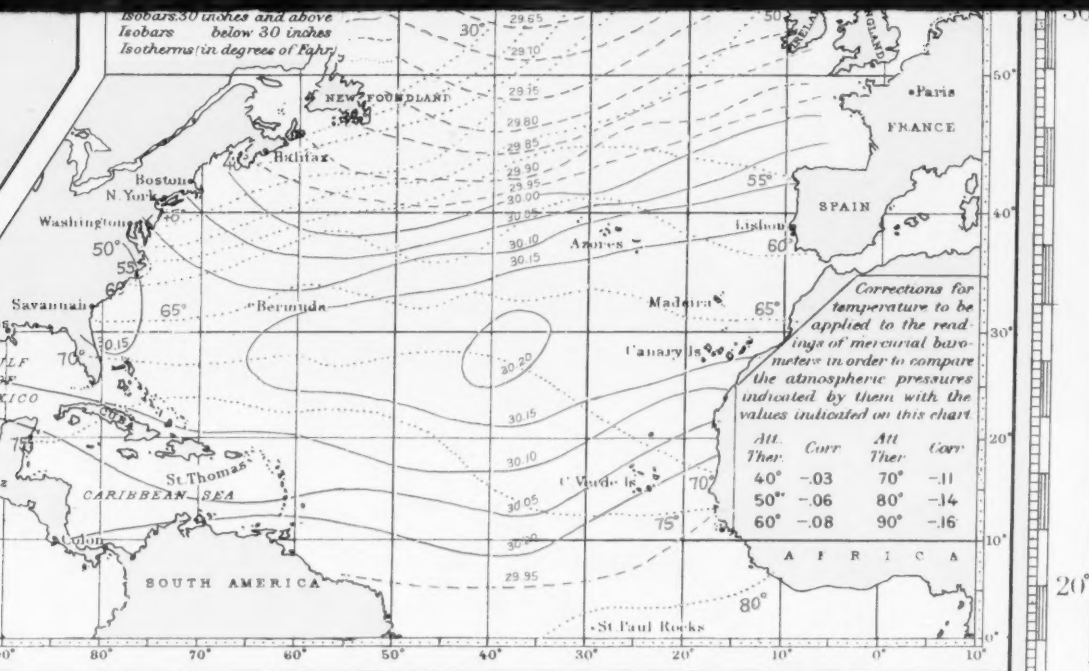 Isobars 30 inches and above
Isobars below 30 inches
Isotherms (in degrees of Fahr)
29.65
30°
50°
ENGLAND
29.70
29.75
50°
NEW FOUNDLAND
Paris
29.80
FRANCE
29.85
Halifax
29.90
Boston
29.95
55°
N. York
30.00
40°
30.05
SPAIN
Washington
Lisbon
50°
30.10
Azores
60°
55°
30.15
60°
Savannah
65°
Bermuda
Madeira
65°
30.15
30°
70°
30.20
Canary Is
Corrections for
temperature to be
applied to the read-
ings of mercurial baro-
meters in order to compare
the atmospheric pressures
indicated by them with the
values indicated on this chart
CUBA
30.15
75°
20°
30.10
St. Thomas
C. Verde Is
70°
CARIBBEAN SEA
30.05
75°
Att. Ther. Corr Att Ther Corr
40° -.03 70° -.11
50° -.06 80° -.14
60° -.08 90° -.16
Colon
30.00
10°
AFRICA
29.95
SOUTH AMERICA
80°
20°
St Paul Rocks
0°
80° 70° 60° 50° 40° 30° 20° 10° 0° 10°